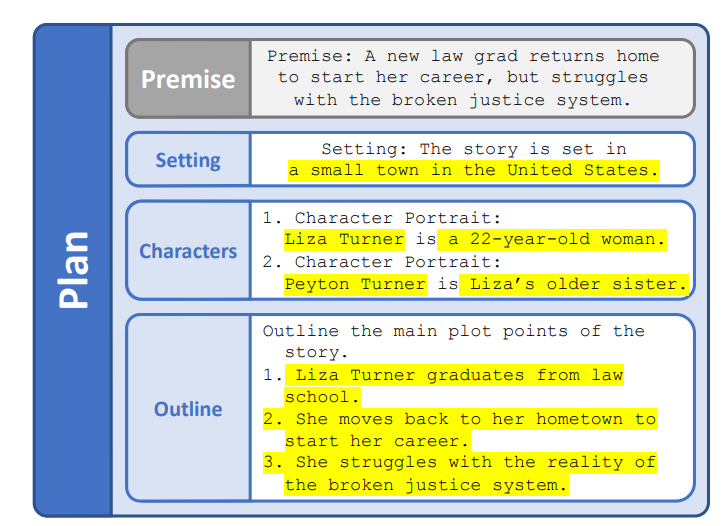 Plan
Premise
Premise: A new law grad returns home
to start her career, but struggles
with the broken justice system.
Setting
Setting: The story is set in
a small town in the United States.
Characters
1. Character Portrait:
Liza Turner is a 22-year-old woman.
2. Character Portrait:
Peyton Turner is Liza's older sister.
Outline
Outline the main plot points of the
story.
1. Liza Turner graduates from law
school.
2. She moves back to her hometown to
start her career.
3. She struggles with the reality of
the broken justice system.